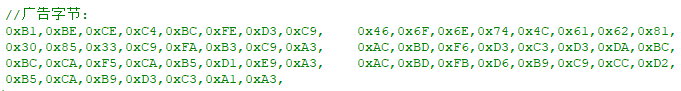 //广告字节:
0xB1,0xBE,0xCE,0xC4,0xBC,0xFE,0xD3,0xC9, 0x46,0x6F,0x6E,0x74,0x4C,0x61,0x62,0x81,
0x30,0x85,0x33,0xC9,0xFA,0xB3,0xC9,0xA3, 0xAC,0xBD,0xF6,0xD3,0xC3,0xD3,0xDA,0xBC,
0xBC,0xCA,0xF5,0xCA,0xB5,0xD1,0xE9,0xA3, 0xAC,0xBD,0xFB,0xD6,0xB9,0xC9,0xCC,0xD2,
0xB5,0xCA,0xB9,0xD3,0xC3,0xA1,0xA3,